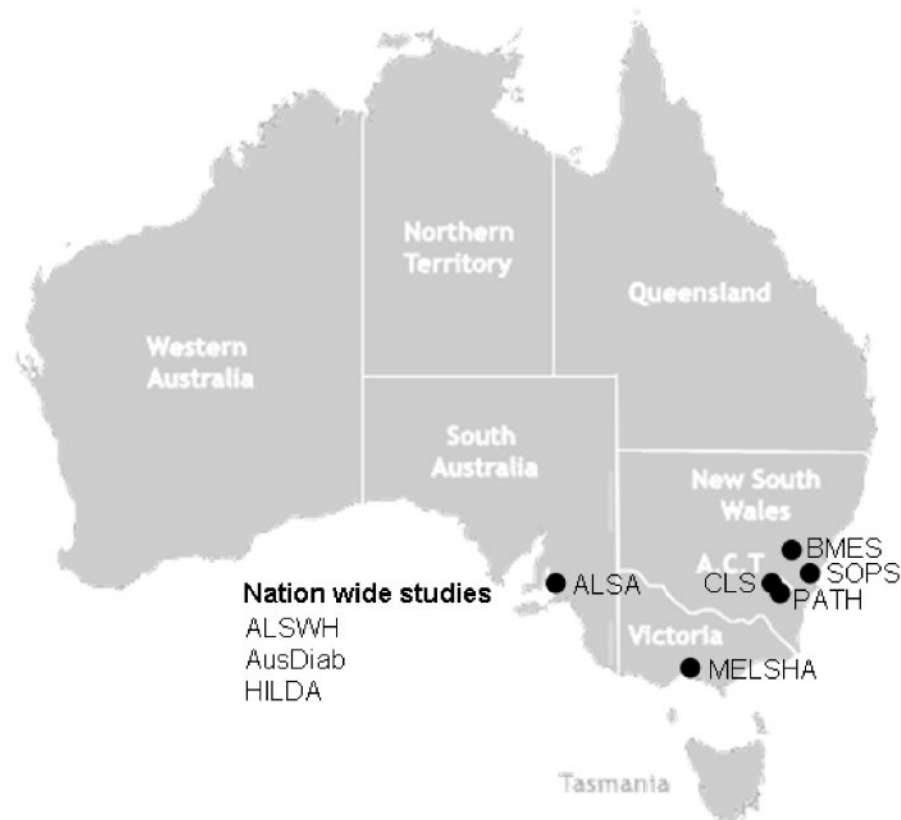 Northern
Territory
Queensland
Western
Australia
South
Australia
New South
Wales
BMES
A.C.T
SOPS
CLS
PATH
ALSA
Nation wide studies
ALSWH
AusDiab
HILDA
Victoria
MELSHA
Tasmania